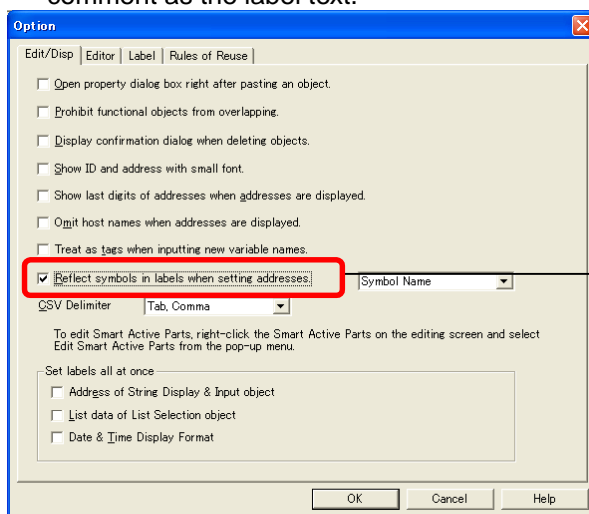 comment as the label text.
Option
Edit/Disp Editor Label Rules of Reuse
Open property dialog box right after pasting an object.
Prohibit functional objects from overlapping.
Display confirmation dialog when deleting objects.
Show ID and address with small font.
Show last digits of addresses when addresses are displayed.
Omit host names when addresses are displayed.
Treat as tags when inputting new variable names.
Reflect symbols in labels when setting addresses. Symbol Name
CSV Delimiter Tab, Comma
To edit Smart Active Parts, right-click the Smart Active Parts on the editing screen and select
Edit Smart Active Parts from the pop-up menu.
Set labels all at once
Address of String Display & Input object
List data of List Selection object
Date & Time Display Format
OK Cancel Help